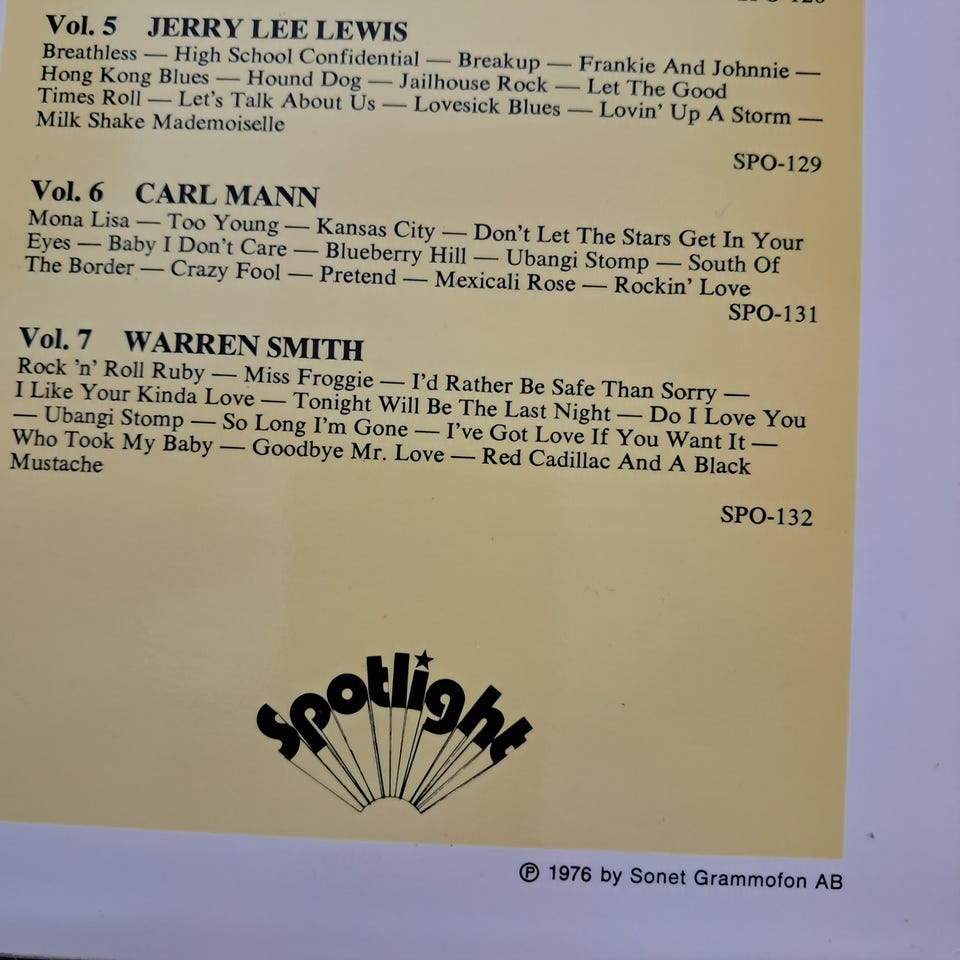 Vol. 5 JERRY LEE LEWIS
Breathless — High School Confidential — Breakup — Frankie And Johnnie —
Hong Kong Blues — Hound Dog — Jailhouse Rock — Let The Good
Times Roll — Let's Talk About Us — Lovesick Blues — Lovin' Up A Storm —
Milk Shake Mademoiselle
SPO-129
Vol. 6 CARL MANN
Mona Lisa — Too Young — Kansas City — Don't Let The Stars Get In Your
Eyes — Baby I Don't Care — Blueberry Hill — Ubangi Stomp — South Of
The Border — Crazy Fool — Pretend — Mexicali Rose — Rockin' Love
SPO-131
Vol. 7 WARREN SMITH
Rock 'n' Roll Ruby — Miss Froggie — I'd Rather Be Safe Than Sorry —
I Like Your Kinda Love — Tonight Will Be The Last Night — Do I Love You
— Ubangi Stomp — So Long I'm Gone — I've Got Love If You Want It —
Who Took My Baby — Goodbye Mr. Love — Red Cadillac And A Black
Mustache
SPO-132
Spotlight
Ⓟ 1976 by Sonet Grammofon AB